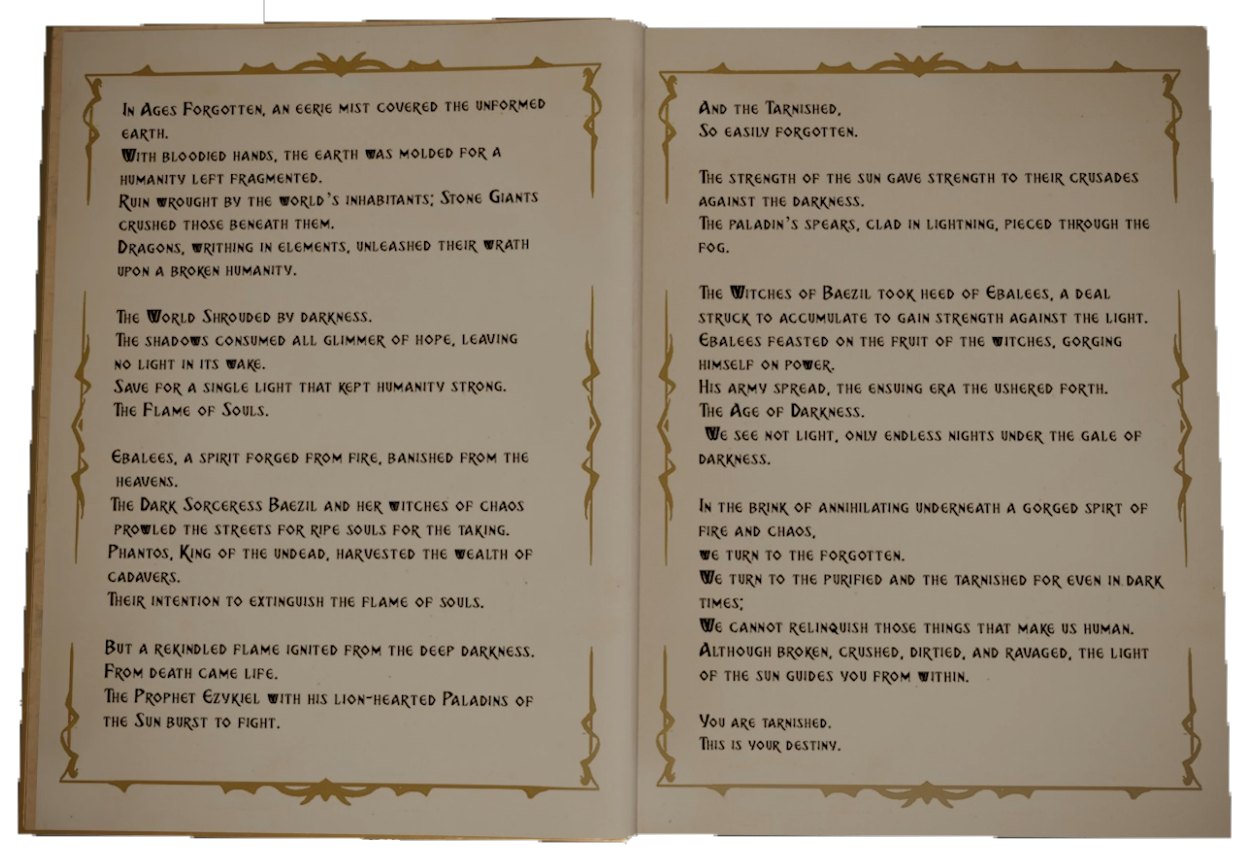 In Ages Forgotten, an eerie mist covered the unformed
earth.
With bloodied hands, the earth was molded for a
humanity left fragmented.
Ruin wrought by the world's inhabitants; Stone Giants
crushed those beneath them.
Dragons, writhing in elements, unleashed their wrath
upon a broken humanity.
The World Shrouded by darkness.
The shadows consumed all glimmer of hope, leaving
no light in its wake.
Save for a single light that kept humanity strong.
The Flame of Souls.
Ebalees, a spirit forged from fire, banished from the
heavens.
The Dark Sorceress Baezil and her witches of chaos
prowled the streets for ripe souls for the taking.
Phantos, King of the undead, harvested the wealth of
cadavers.
Their intention to extinguish the flame of souls.
But a rekindled flame ignited from the deep darkness.
From death came life.
The Prophet Ezykiel with his lion-hearted Paladins of
the Sun burst to fight.
And the Tarnished,
So easily forgotten.
The strength of the sun gave strength to their crusades
against the darkness.
The paladin's spears, clad in lightning, pieced through the
fog.
The Witches of Baezil took heed of Ebalees, a deal
struck to accumulate to gain strength against the light.
Ebalees feasted on the fruit of the witches, gorging
himself on power.
His army spread, the ensuing era the ushered forth.
The Age of Darkness.
We see not light, only endless nights under the gale of
darkness.
In the brink of annihilating underneath a gorged spirt of
fire and chaos,
we turn to the forgotten.
We turn to the purified and the tarnished for even in dark
times;
We cannot relinquish those things that make us human.
Although broken, crushed, dirtied, and ravaged, the light
of the sun guides you from within.
You are tarnished.
This is your destiny.